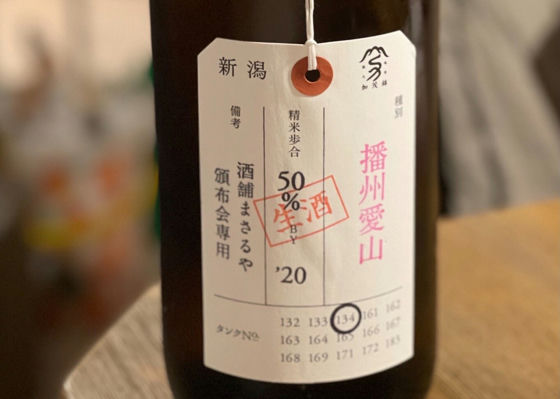 新潟
加茂錦
種別
播州愛山
精米歩合
50%
BY
'20
生酒
備考
酒舗まさるや
頒布会専用
タンクNo.
132 133 134 161 162
163 164 165 166 167
168 169 171 172 183